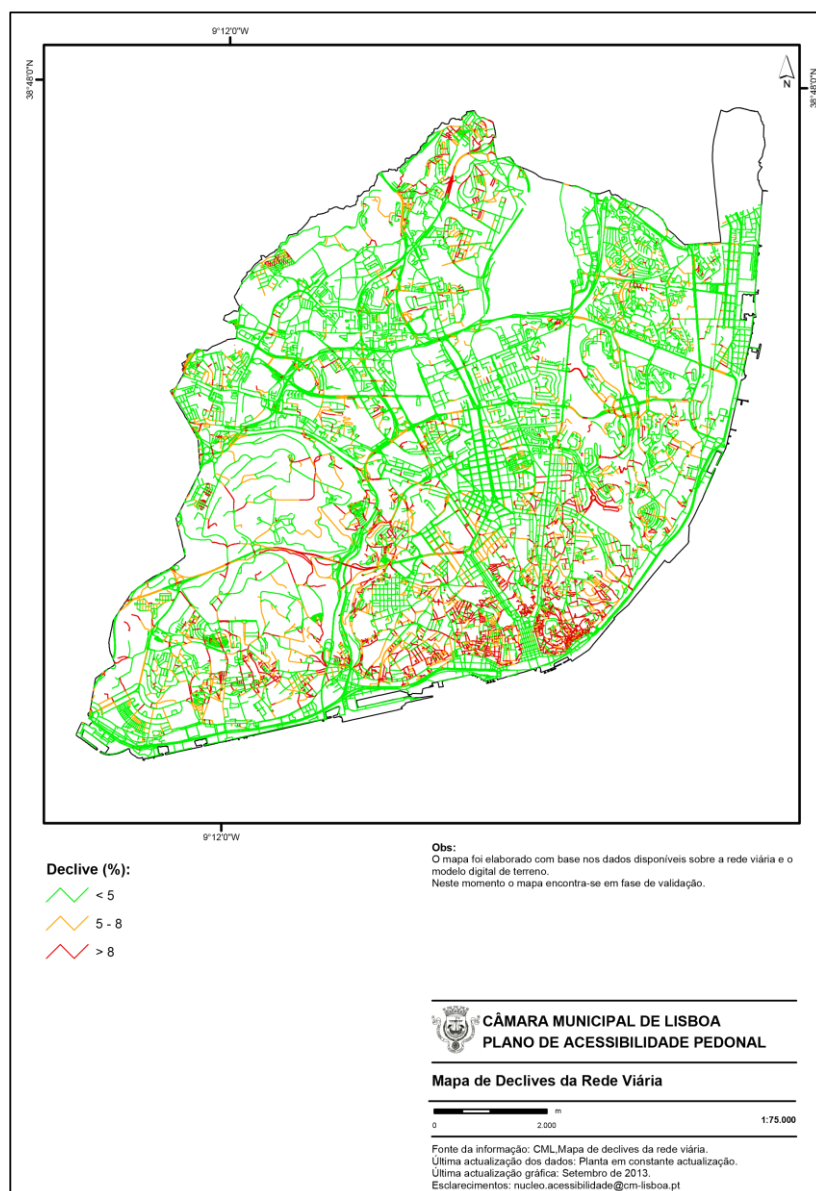 9°12'0"W
38°48'0"N
38°48'0"N
N
9°12'0"W
Declive (%):
< 5
5 - 8
> 8
Obs:
O mapa foi elaborado com base nos dados disponíveis sobre a rede viária e o
modelo digital de terreno.
Neste momento o mapa encontra-se em fase de validação.
CÂMARA MUNICIPAL DE LISBOA
PLANO DE ACESSIBILIDADE PEDONAL
Mapa de Declives da Rede Viária
m
0 2.000
1:75.000
Fonte da informação: CML,Mapa de declives da rede viária.
Última actualização dos dados: Planta em constante actualização.
Última actualização gráfica: Setembro de 2013.
Esclarecimentos: nucleo.acessibilidade@cm-lisboa.pt